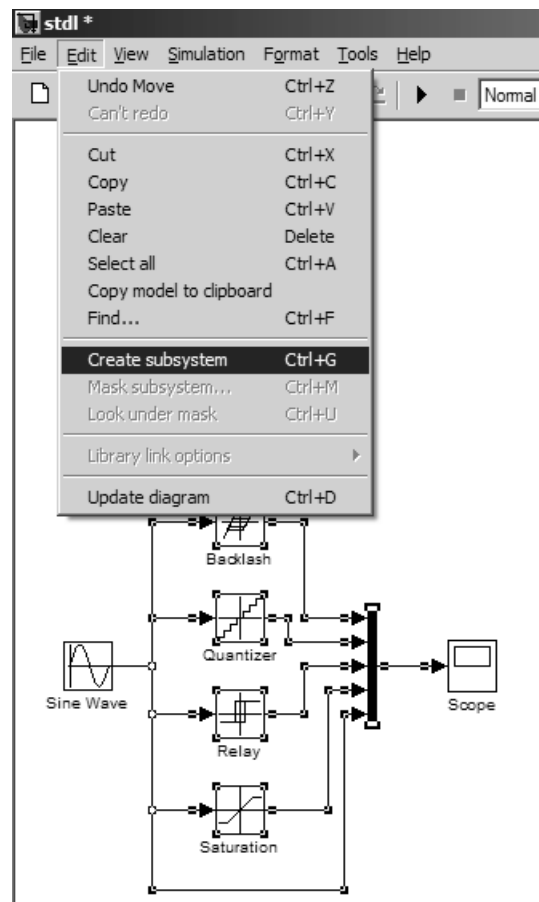 stdl *
File Edit View Simulation Format Tools Help
Normal
Undo Move Ctrl+Z
Can't redo Ctrl+Y
Cut Ctrl+X
Copy Ctrl+C
Paste Ctrl+V
Clear Delete
Select all Ctrl+A
Copy model to clipboard
Find... Ctrl+F
Create subsystem Ctrl+G
Mask subsystem... Ctrl+M
Look under mask Ctrl+U
Library link options
Update diagram Ctrl+D
Backlash
Quantizer
Sine Wave
Scope
Relay
Saturation